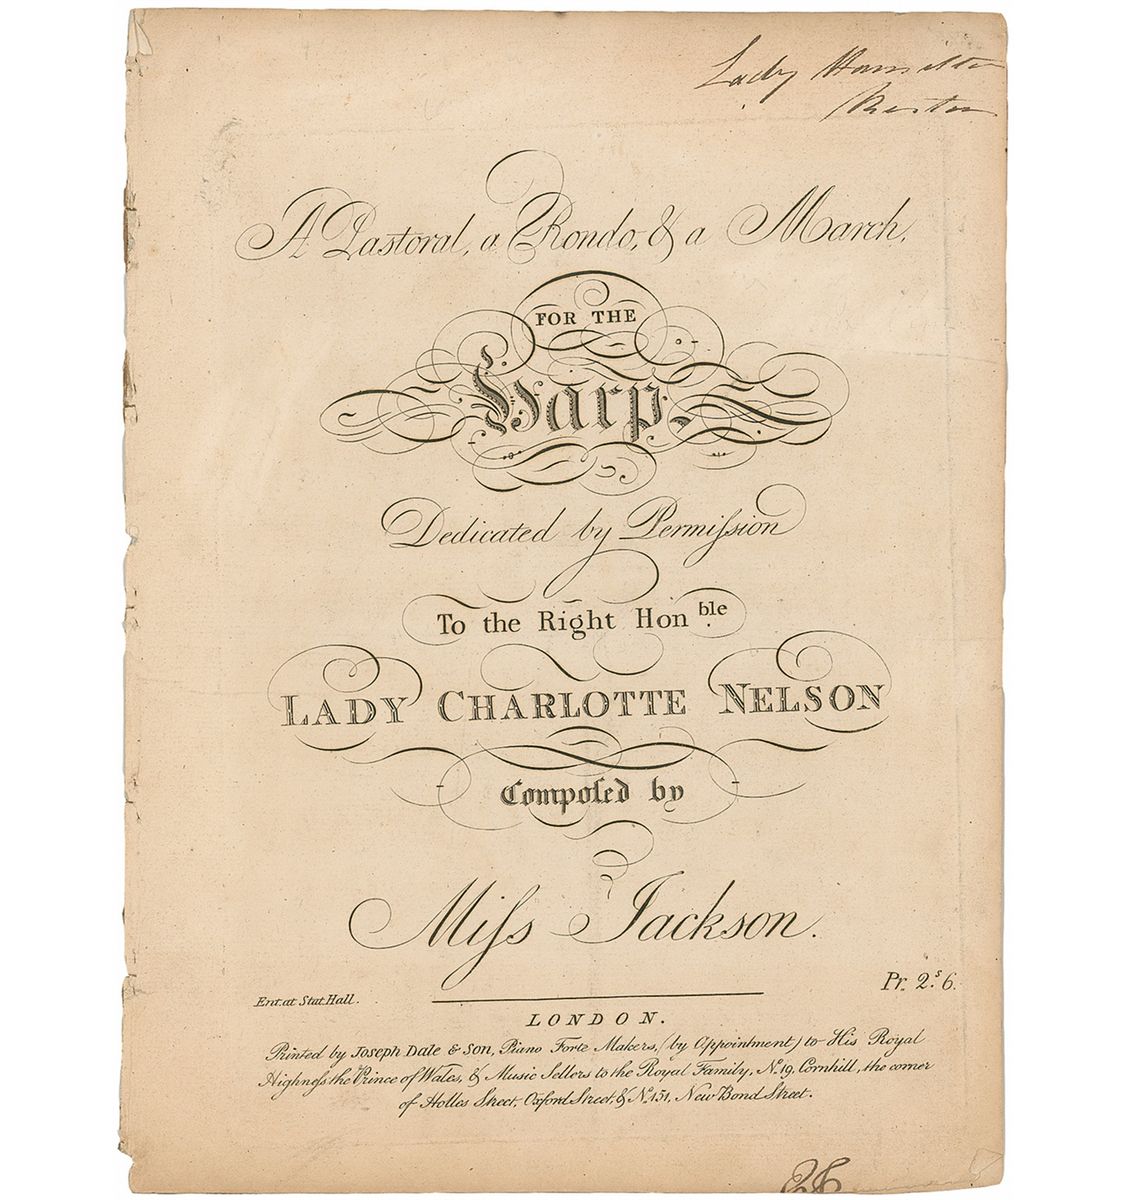 Lady Hamilton
A Pastoral, a Rondo, & a March,
FOR THE
Harp.
Dedicated by Permiſsion
To the Right Hon.ble
LADY CHARLOTTE NELSON
Compoſed by
Miſs Jackson.
Pr. 2.s 6.
Ent. at Stat. Hall.
LONDON.
Printed by Joseph Dale & Son, Piano Forte Makers, (by Appointment) to His Royal
Highneſs the Prince of Wales, & Music Sellers to the Royal Family, No. 19, Cornhill, the corner
of Holles Street, Oxford Street, & No. 151, New Bond Street.